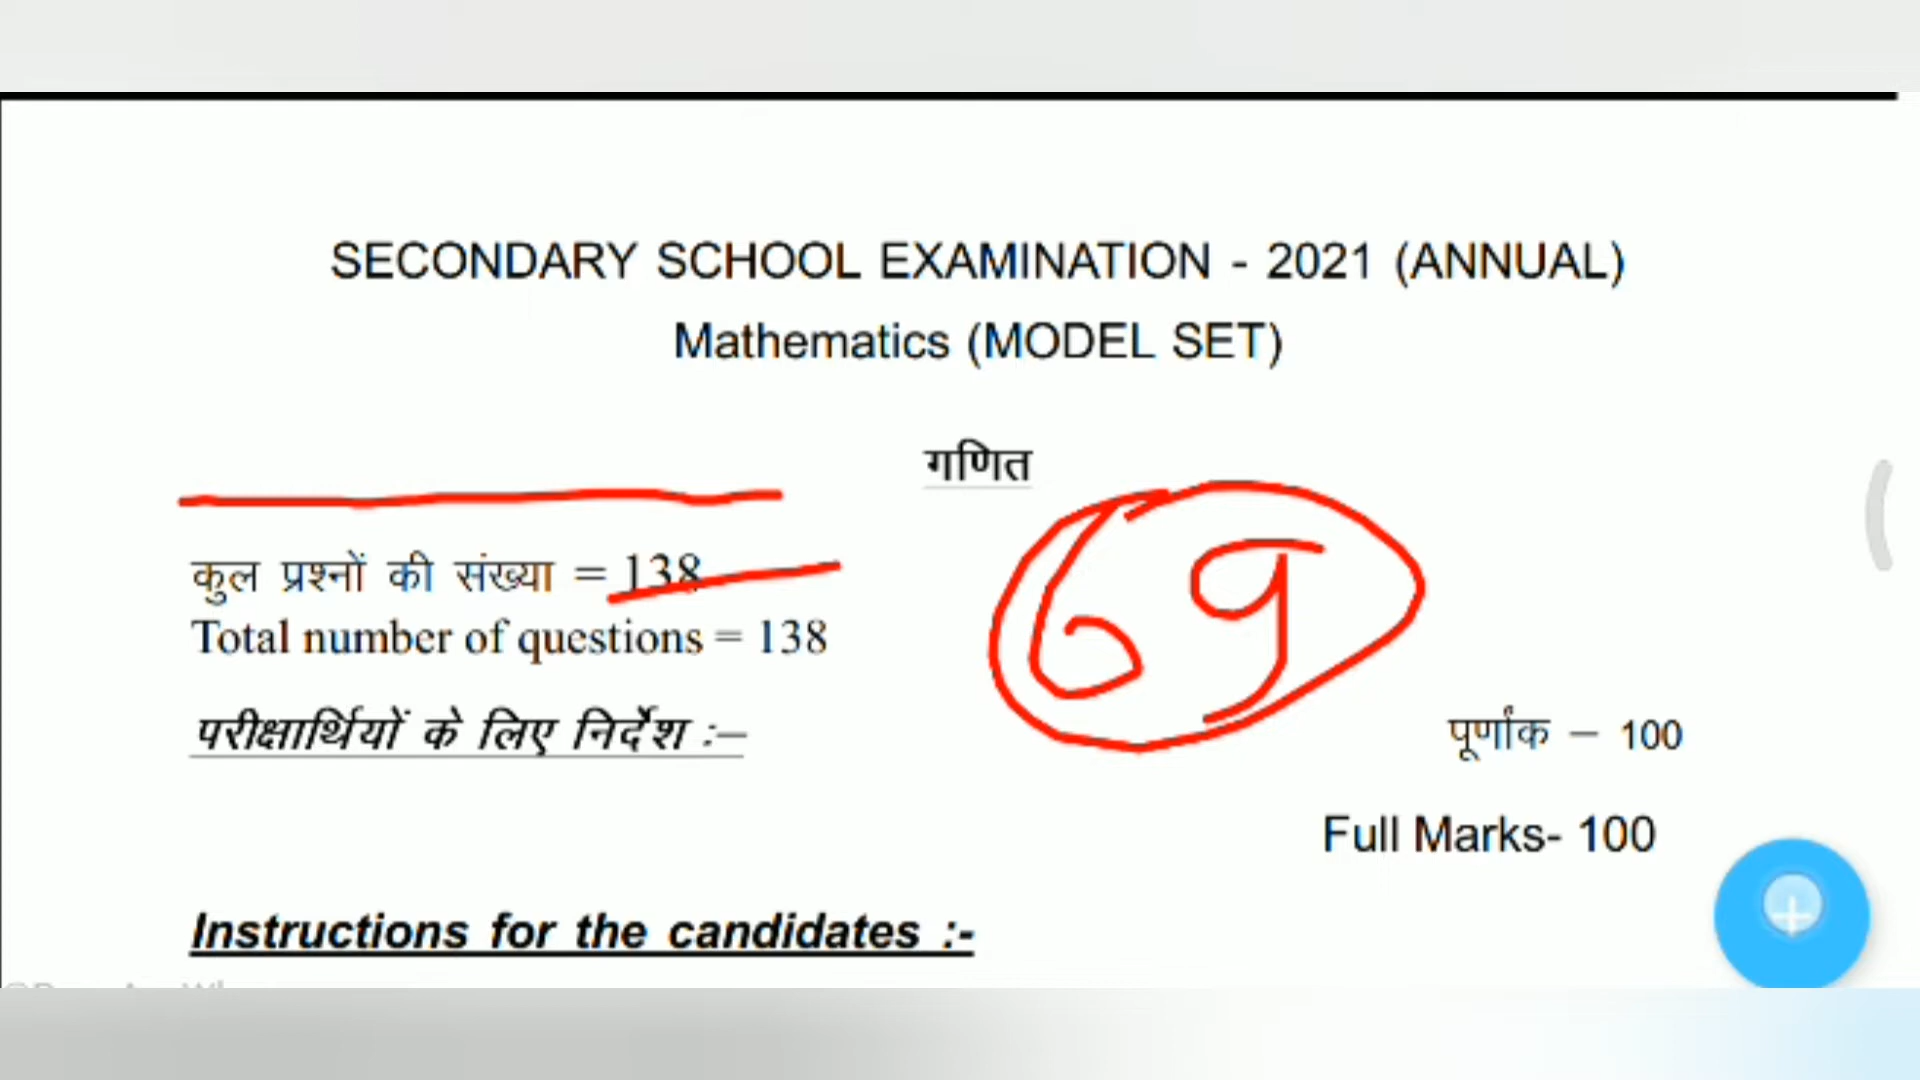 SECONDARY SCHOOL EXAMINATION - 2021 (ANNUAL)
Mathematics (MODEL SET)
गणित
कुल प्रश्नों की संख्या = 138
69
Total number of questions = 138
परीक्षार्थियों के लिए निर्देश :–
पूर्णांक – 100
Full Marks- 100
Instructions for the candidates :-